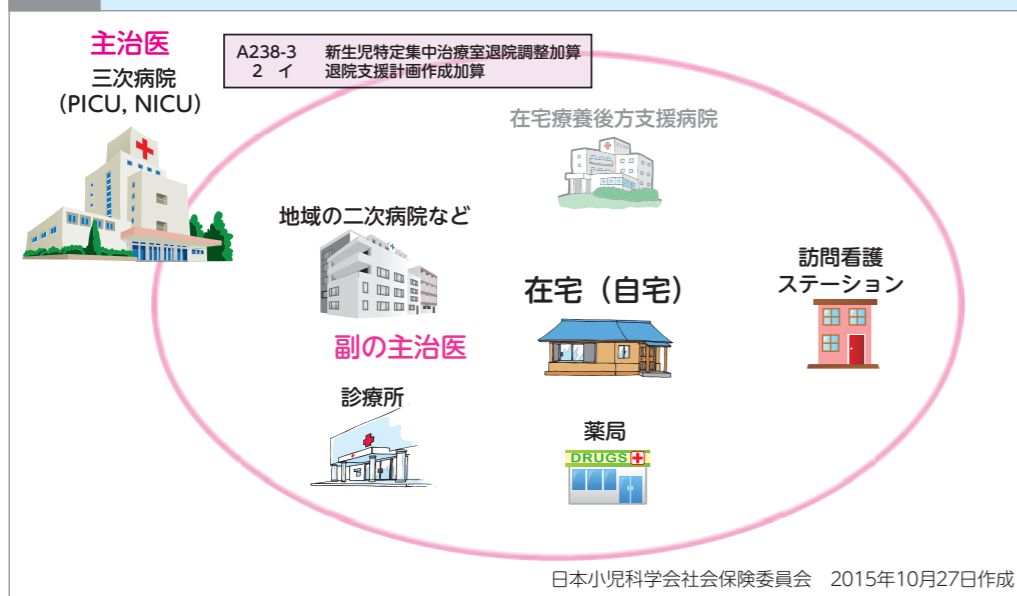 主治医
三次病院
(PICU, NICU)
A238-3 新生児特定集中治療室退院調整加算
2 イ 退院支援計画作成加算
在宅療養後方支援病院
地域の二次病院など
訪問看護
ステーション
在宅（自宅）
副の主治医
診療所
薬局
DRUGS
日本小児科学会社会保険委員会 2015年10月27日作成